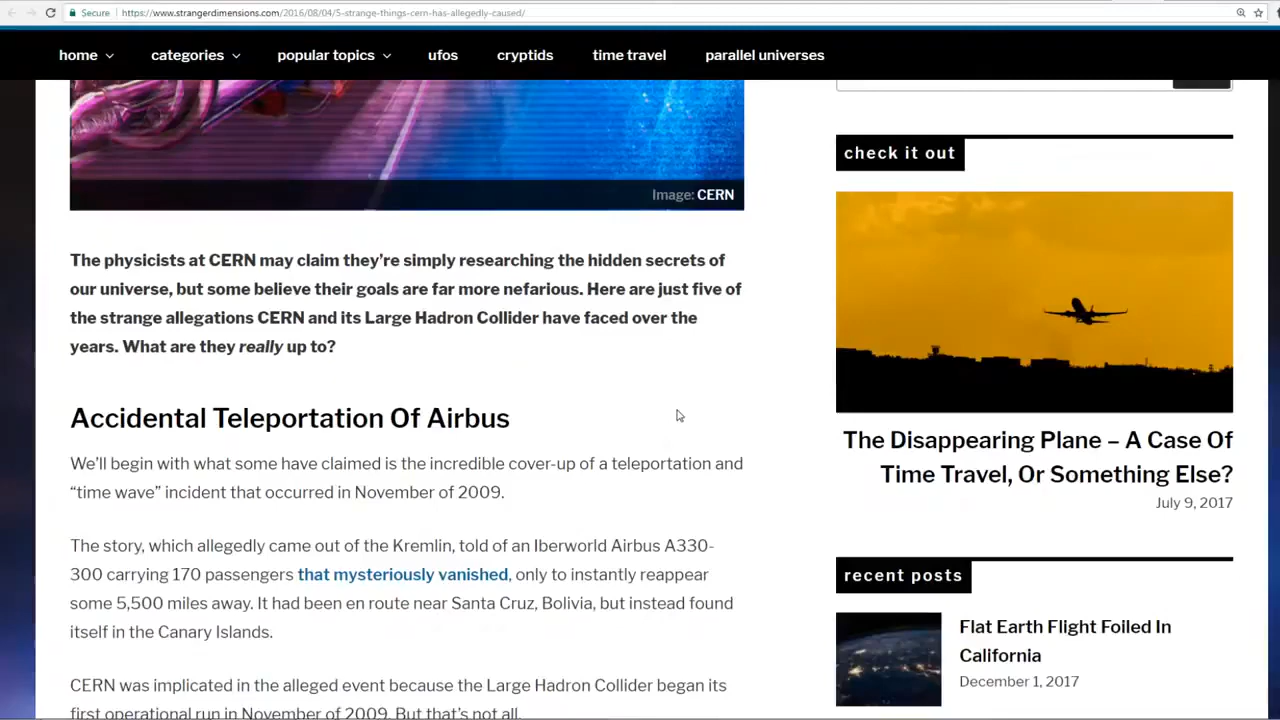 Secure https://www.strangerdimensions.com/2016/08/04/5-strange-things-cern-has-allegedly-caused/
home categories popular topics ufos cryptids time travel parallel universes
Image: CERN
The physicists at CERN may claim they're simply researching the hidden secrets of
our universe, but some believe their goals are far more nefarious. Here are just five of
the strange allegations CERN and its Large Hadron Collider have faced over the
years. What are they really up to?
Accidental Teleportation Of Airbus
We'll begin with what some have claimed is the incredible cover-up of a teleportation and
“time wave” incident that occurred in November of 2009.
The story, which allegedly came out of the Kremlin, told of an Iberworld Airbus A330-
300 carrying 170 passengers that mysteriously vanished, only to instantly reappear
some 5,500 miles away. It had been en route near Santa Cruz, Bolivia, but instead found
itself in the Canary Islands.
CERN was implicated in the alleged event because the Large Hadron Collider began its
first operational run in November of 2009. But that's not all.
check it out
The Disappearing Plane – A Case Of
Time Travel, Or Something Else?
July 9, 2017
recent posts
Flat Earth Flight Foiled In
California
December 1, 2017